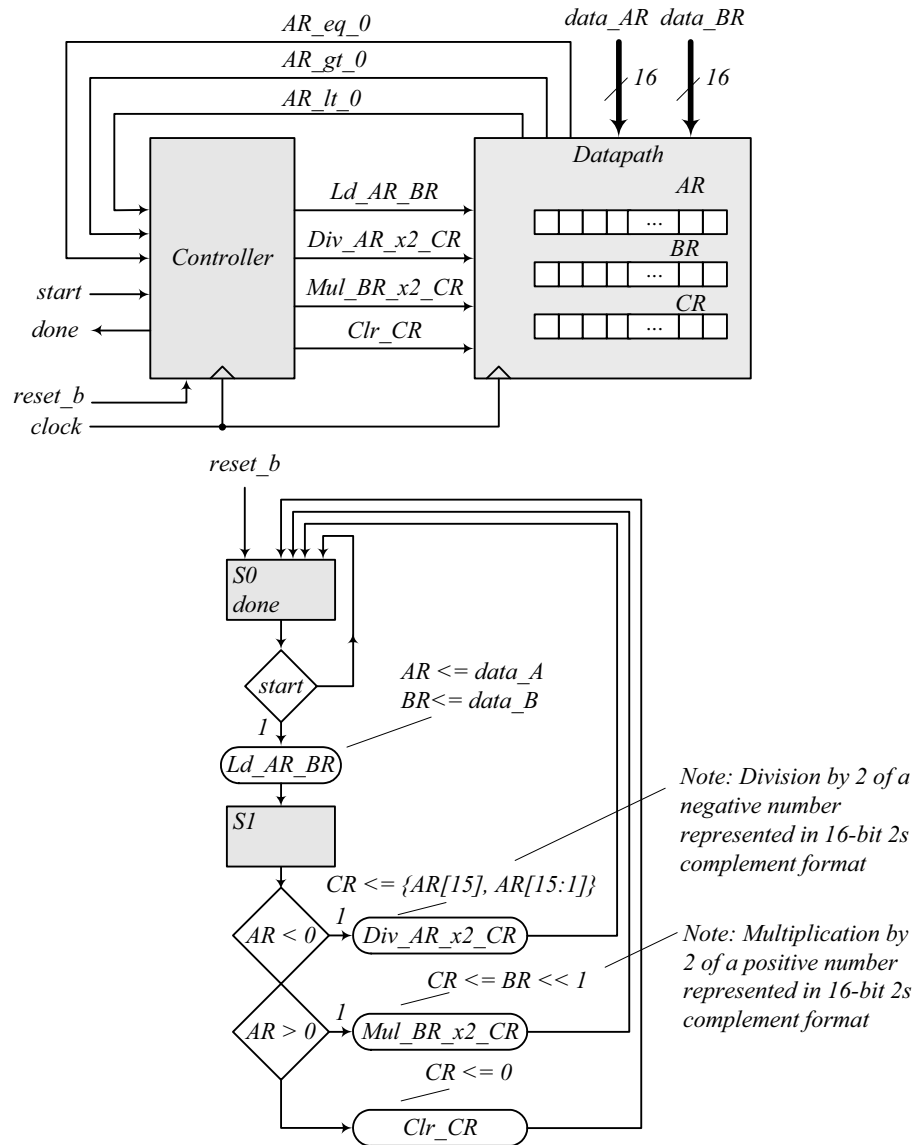 AR_eq_0
data_AR data_BR
AR_gt_0
16 16
AR_lt_0
Datapath
AR
Ld_AR_BR
...
Div_AR_x2_CR
BR
Controller
...
start
Mul_BR_x2_CR
CR
done
Clr_CR
...
reset_b
clock
reset_b
S0
done
start
AR <= data_A
BR<= data_B
1
Ld_AR_BR
S1
Note: Division by 2 of a
negative number
represented in 16-bit 2s
complement format
CR <= {AR[15], AR[15:1]}
AR < 0
1
Div_AR_x2_CR
Note: Multiplication by
2 of a positive number
represented in 16-bit 2s
complement format
CR <= BR << 1
AR > 0
1
Mul_BR_x2_CR
CR <= 0
Clr_CR